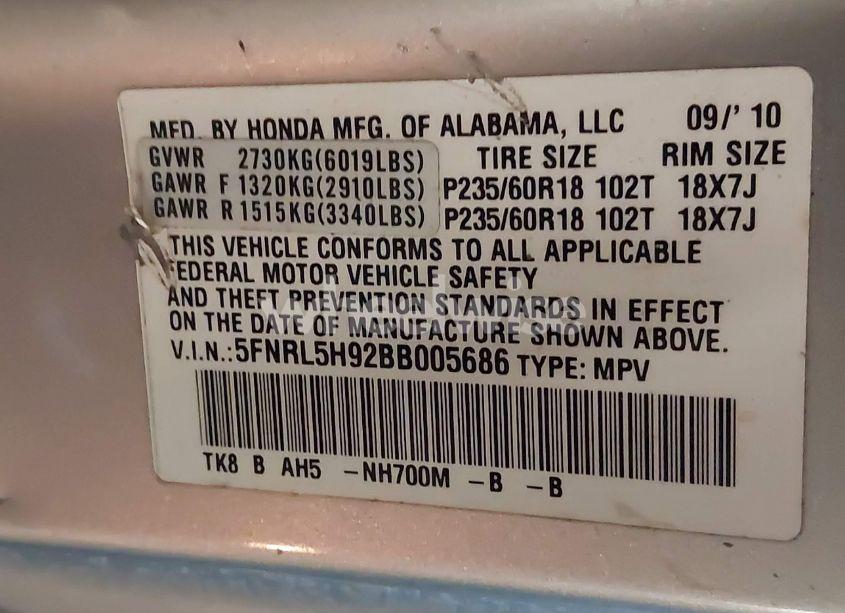 MFD. BY HONDA MFG. OF ALABAMA, LLC 09/' 10
GVWR 2730KG(6019LBS) TIRE SIZE RIM SIZE
GAWR F 1320KG(2910LBS) P235/60R18 102T 18X7J
GAWR R 1515KG(3340LBS) P235/60R18 102T 18X7J
THIS VEHICLE CONFORMS TO ALL APPLICABLE
FEDERAL MOTOR VEHICLE SAFETY
AND THEFT PREVENTION STANDARDS IN EFFECT
ON THE DATE OF MANUFACTURE SHOWN ABOVE.
V.I.N.:5FNRL5H92BB005686 TYPE: MPV
TK8 B AH5 -NH700M -B -B